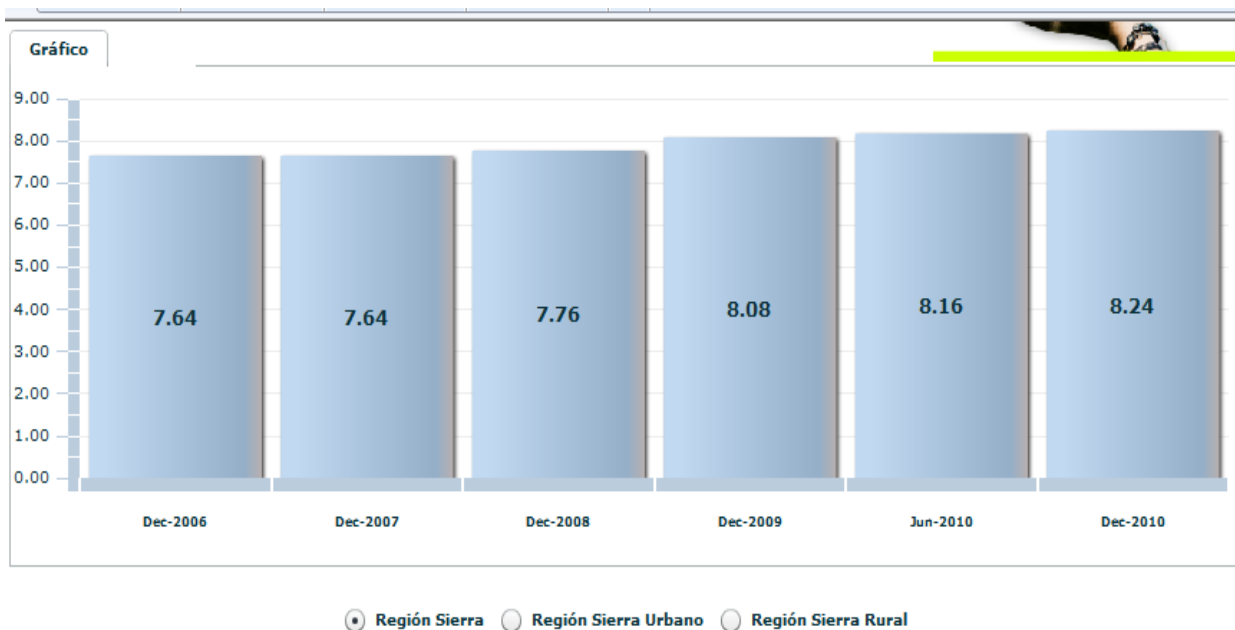 Gráfico
9.00
8.00
7.00
6.00
5.00
4.00
3.00
2.00
1.00
0.00
7.64 7.64 7.76 8.08 8.16 8.24
Dec-2006 Dec-2007 Dec-2008 Dec-2009 Jun-2010 Dec-2010
Región Sierra Región Sierra Urbano Región Sierra Rural